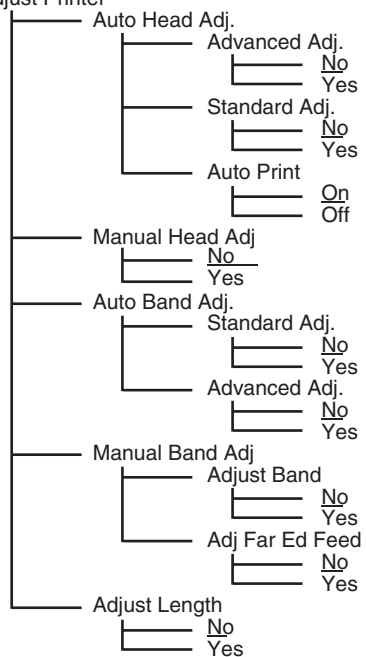 Auto Head Adj.
Advanced Adj.
No
Yes
Standard Adj.
No
Yes
Auto Print
On
Off
Manual Head Adj
No
Yes
Auto Band Adj.
Standard Adj.
No
Yes
Advanced Adj.
No
Yes
Manual Band Adj
Adjust Band
No
Yes
Adj Far Ed Feed
No
Yes
Adjust Length
No
Yes